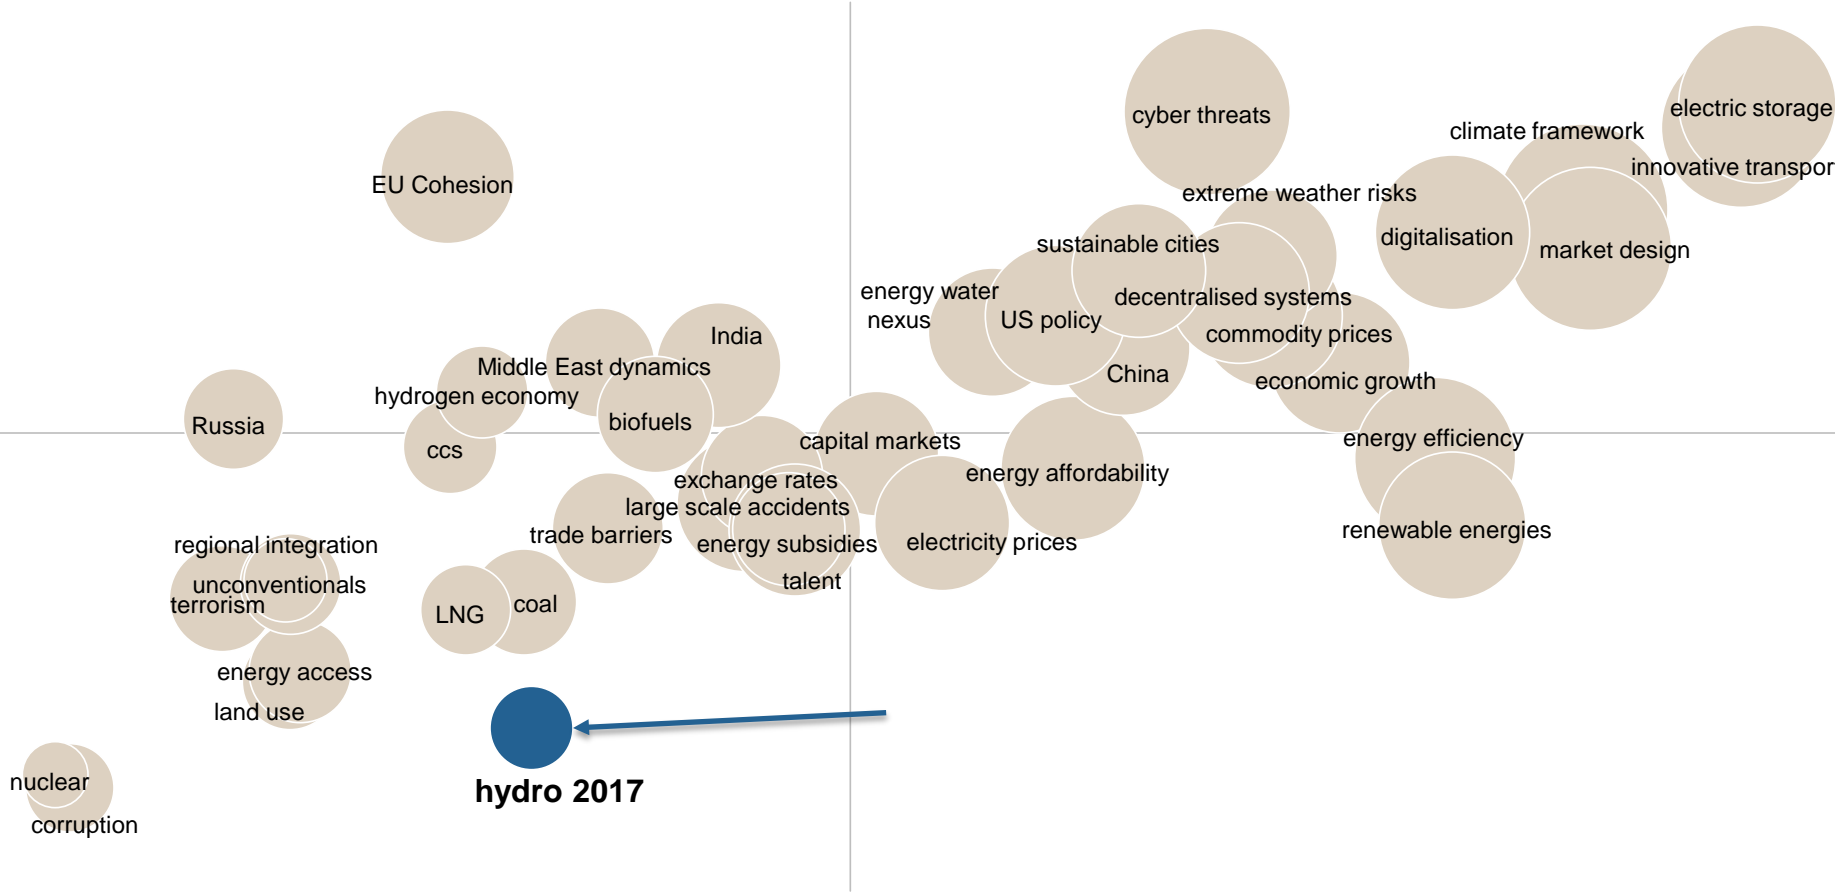 electric storage
cyber threats
climate framework
innovative transpor
EU Cohesion
extreme weather risks
digitalisation
sustainable cities
market design
energy water
nexus
decentralised systems
US policy
commodity prices
India
Middle East dynamics
China
economic growth
hydrogen economy
biofuels
Russia
capital markets
energy efficiency
ccs
energy affordability
exchange rates
large scale accidents
trade barriers
energy subsidies
electricity prices
renewable energies
talent
regional integration
unconventionals
terrorism
LNG
coal
energy access
land use
hydro 2017
nuclear
corruption